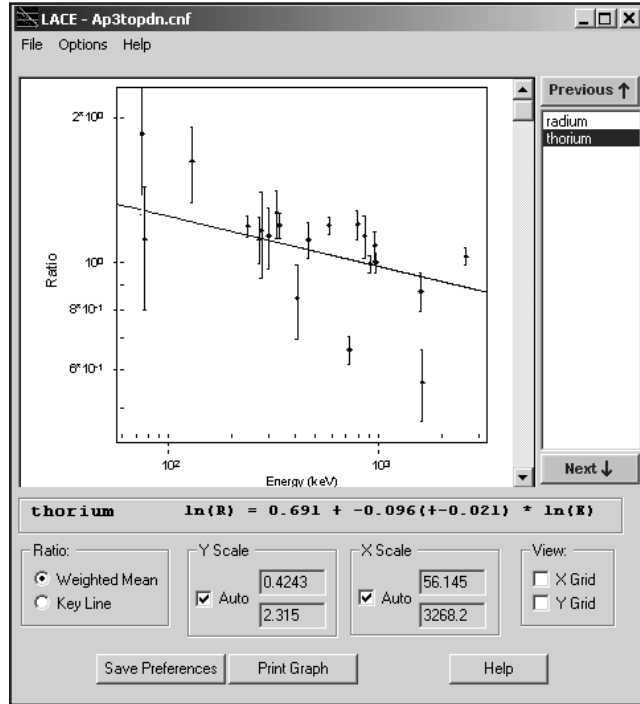 LACE - Ap3topdn.cnf
File Options Help
Previous ↑
radium
thorium
2*10⁰
10⁰
8*10⁻¹
6*10⁻¹
Ratio
10² 10³
Energy (keV)
Next ↓
thorium ln(R) = 0.691 + -0.096(+-0.021) * ln(E)
Ratio: Y Scale X Scale View:
Weighted Mean
Key Line
Auto
0.4243
2.315
Auto
56.145
3268.2
X Grid
Y Grid
Save Preferences Print Graph Help